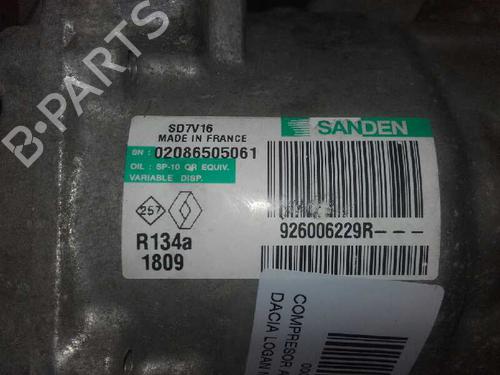 SD7V16
MADE IN FRANCE
SN : 02086505061
OIL : SP-10 OR EQUIV.
VARIABLE DISP.
SANDEN
257
R134a
1809
926006229R---
COMPRESOR
DACIA LOGAN
B-Parts